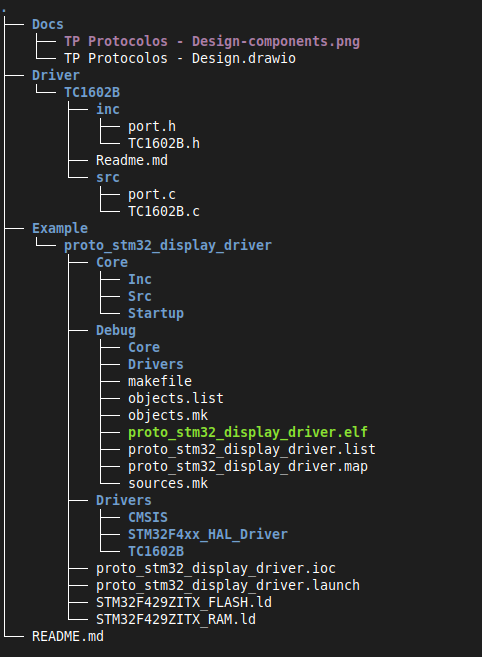 .
├── Docs
│   ├── TP Protocolos - Design-components.png
│   └── TP Protocolos - Design.drawio
├── Driver
│   └── TC1602B
│       ├── inc
│       │   ├── port.h
│       │   └── TC1602B.h
│       ├── Readme.md
│       └── src
│           ├── port.c
│           └── TC1602B.c
├── Example
│   └── proto_stm32_display_driver
│       ├── Core
│       │   ├── Inc
│       │   ├── Src
│       │   └── Startup
│       ├── Debug
│       │   ├── Core
│       │   ├── Drivers
│       │   ├── makefile
│       │   ├── objects.list
│       │   ├── objects.mk
│       │   ├── proto_stm32_display_driver.elf
│       │   ├── proto_stm32_display_driver.list
│       │   ├── proto_stm32_display_driver.map
│       │   └── sources.mk
│       ├── Drivers
│       │   ├── CMSIS
│       │   ├── STM32F4xx_HAL_Driver
│       │   └── TC1602B
│       ├── proto_stm32_display_driver.ioc
│       ├── proto_stm32_display_driver.launch
│       ├── STM32F429ZITX_FLASH.ld
│       └── STM32F429ZITX_RAM.ld
└── README.md